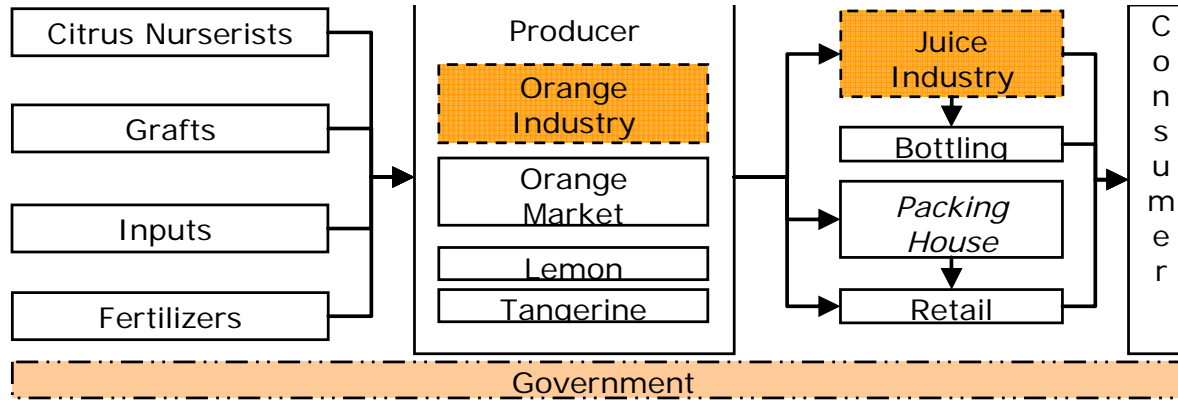 Citrus Nurserists
Grafts
Inputs
Fertilizers
Producer
Orange
Industry
Orange
Market
Lemon
Tangerine
Juice
Industry
Bottling
Packing
House
Retail
C
o
n
s
u
m
e
r
Government